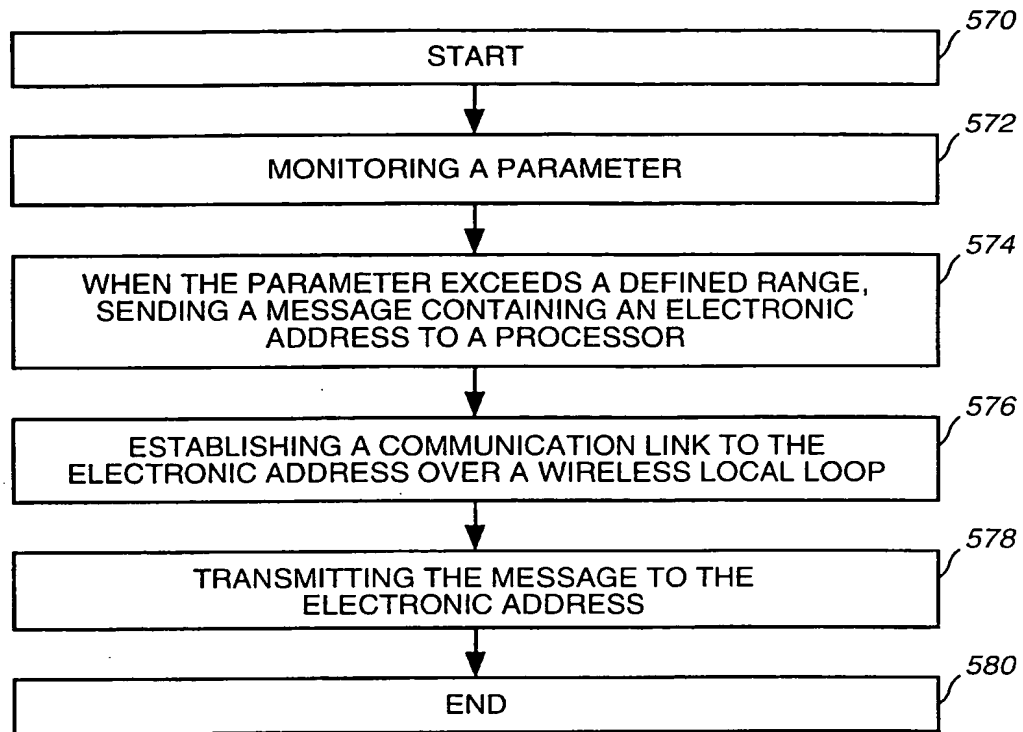 570
START
572
MONITORING A PARAMETER
574
WHEN THE PARAMETER EXCEEDS A DEFINED RANGE,
SENDING A MESSAGE CONTAINING AN ELECTRONIC
ADDRESS TO A PROCESSOR
576
ESTABLISHING A COMMUNICATION LINK TO THE
ELECTRONIC ADDRESS OVER A WIRELESS LOCAL LOOP
578
TRANSMITTING THE MESSAGE TO THE
ELECTRONIC ADDRESS
580
END